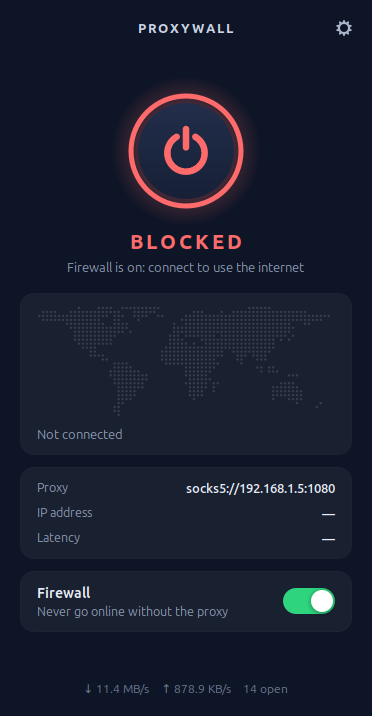 PROXYWALL
BLOCKED
Firewall is on: connect to use the internet
Not connected
Proxy socks5://192.168.1.5:1080
IP address —
Latency —
Firewall
Never go online without the proxy
↓ 11.4 MB/s ↑ 878.9 KB/s 14 open